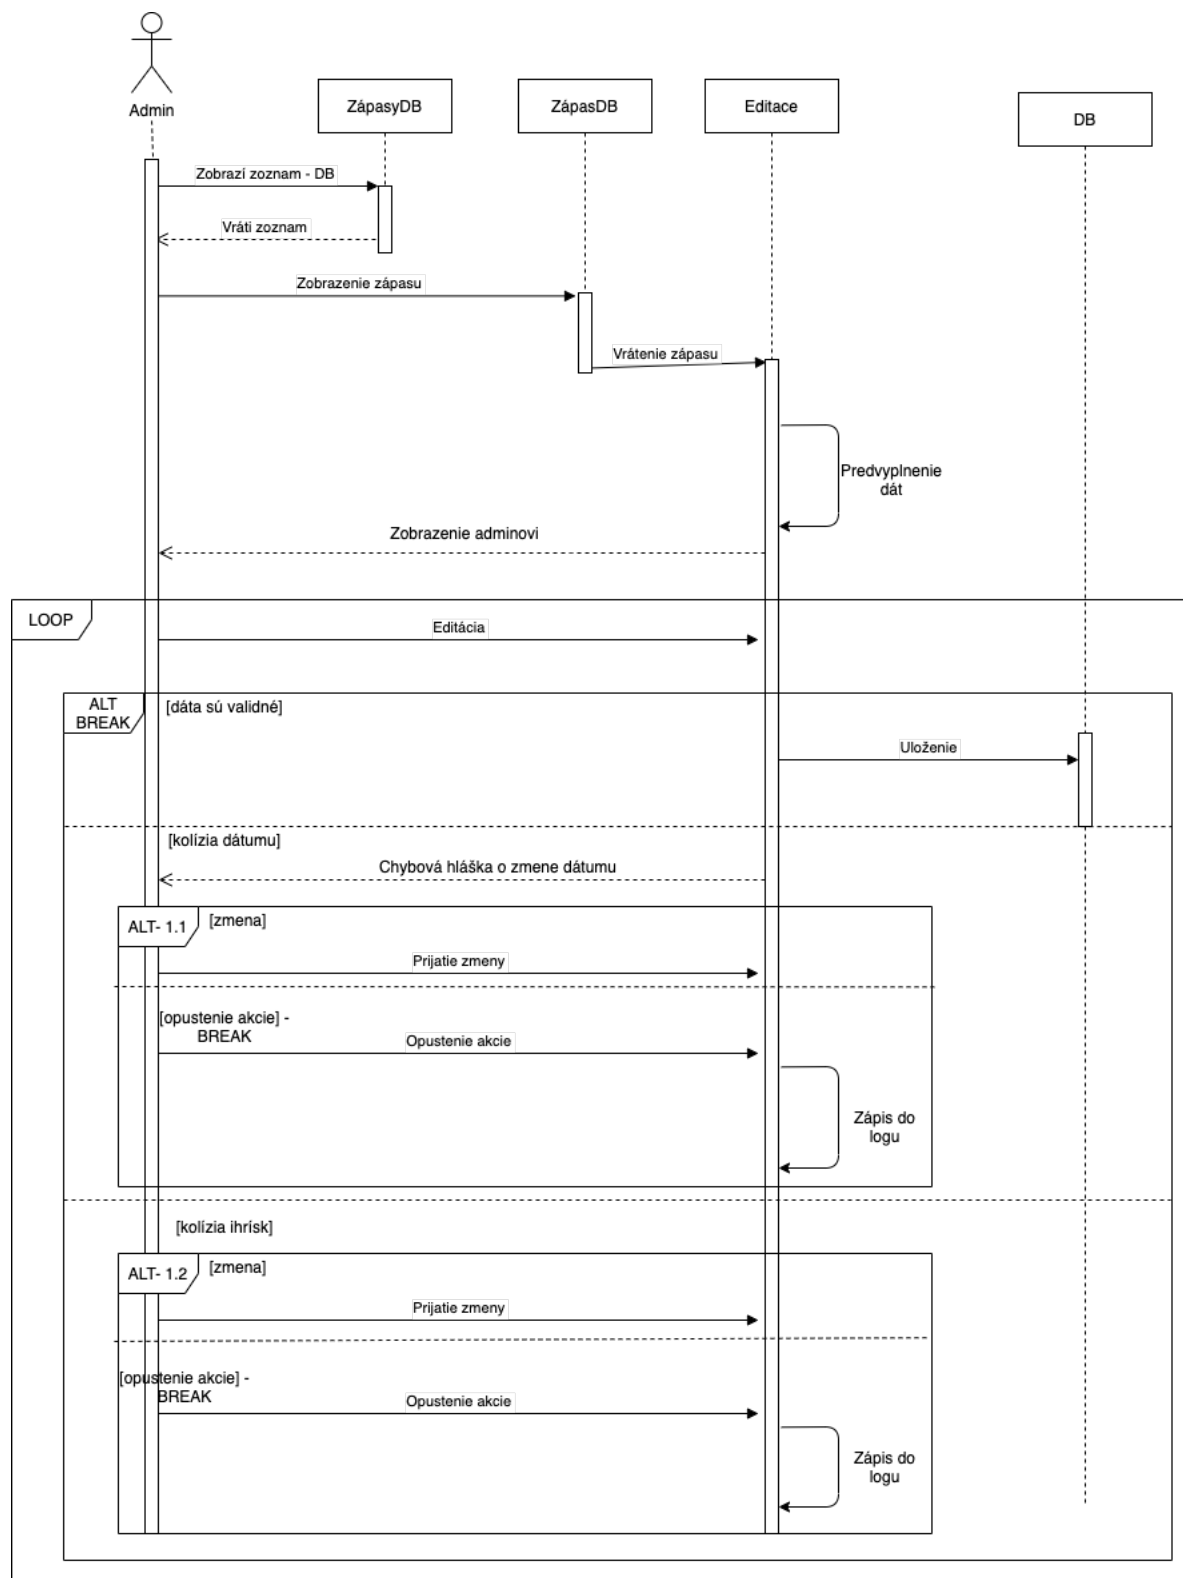 Admin
ZápasyDB
ZápasDB
Editace
DB
Zobrazí zoznam - DB
Vráti zoznam
Zobrazenie zápasu
Vrátenie zápasu
Predvyplnenie
dát
Zobrazenie adminovi
LOOP
Editácia
ALT
BREAK
[dáta sú validné]
Uloženie
[kolízia dátumu]
Chybová hláška o zmene dátumu
ALT- 1.1
[zmena]
Prijatie zmeny
[opustenie akcie] -
BREAK
Opustenie akcie
Zápis do
logu
[kolízia ihrísk]
ALT- 1.2
[zmena]
Prijatie zmeny
[opustenie akcie] -
BREAK
Opustenie akcie
Zápis do
logu